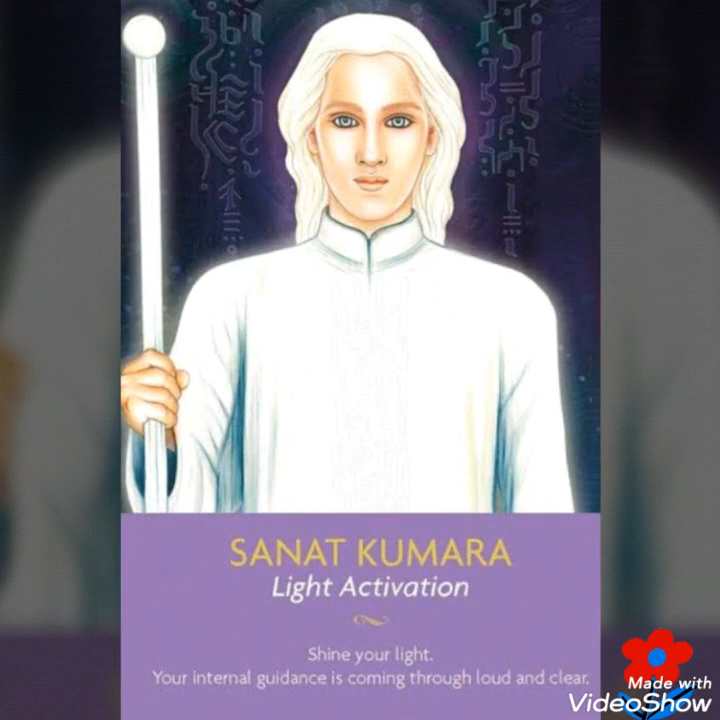 SANAT KUMARA
Light Activation
Shine your light.
Your internal guidance is coming through loud and clear.
Made with
VideoShow